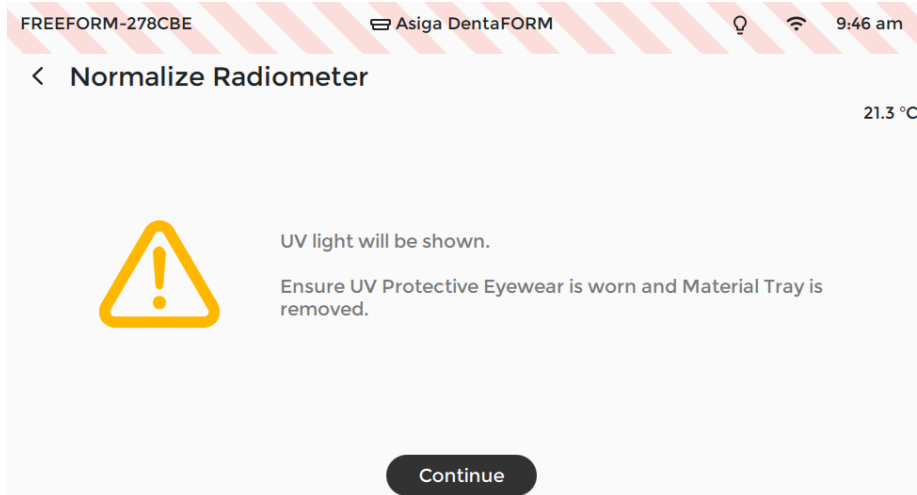 FREEFORM-278CBE Asiga DentaFORM 9:46 am
Normalize Radiometer
21.3 °C
UV light will be shown.
Ensure UV Protective Eyewear is worn and Material Tray is
removed.
Continue